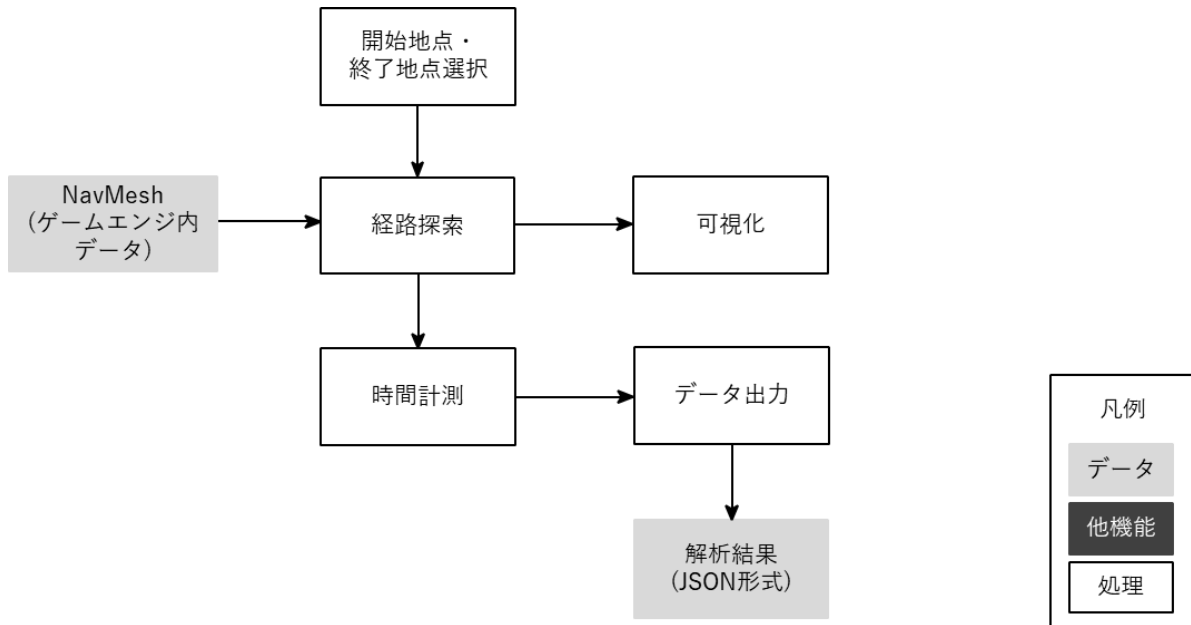 開始地点・
終了地点選択
NavMesh
(ゲームエンジ内
データ)
経路探索
可視化
時間計測
データ出力
解析結果
(JSON形式)
凡例
データ
他機能
処理